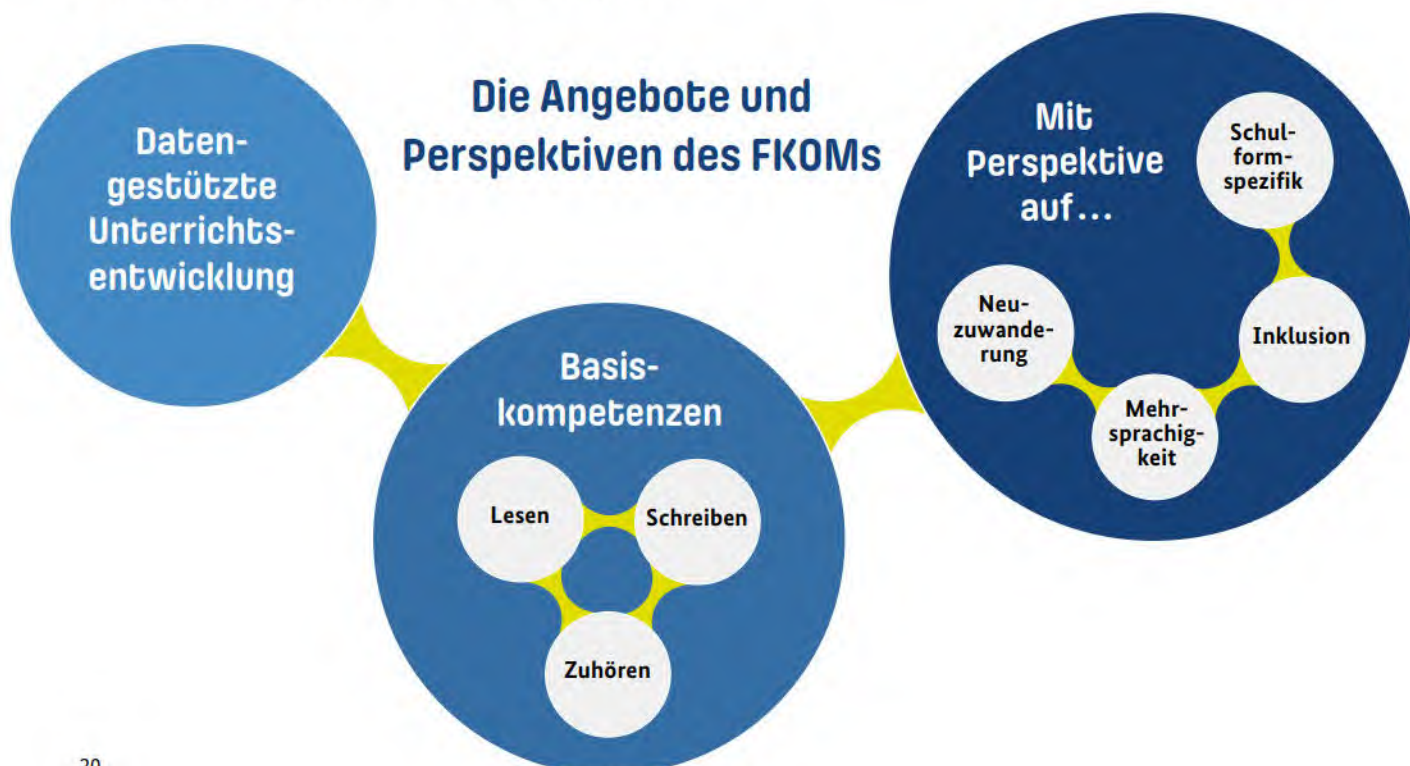 Die Angebote und
Perspektiven des FKOMs
Daten-
gestützte
Unterrichts-
entwicklung
Basis-
kompetenzen
Lesen
Schreiben
Zuhören
Mit
Perspektive
auf...
Schul-
form-
spezifik
Neu-
zuwande-
rung
Inklusion
Mehr-
sprachig-
keit
20